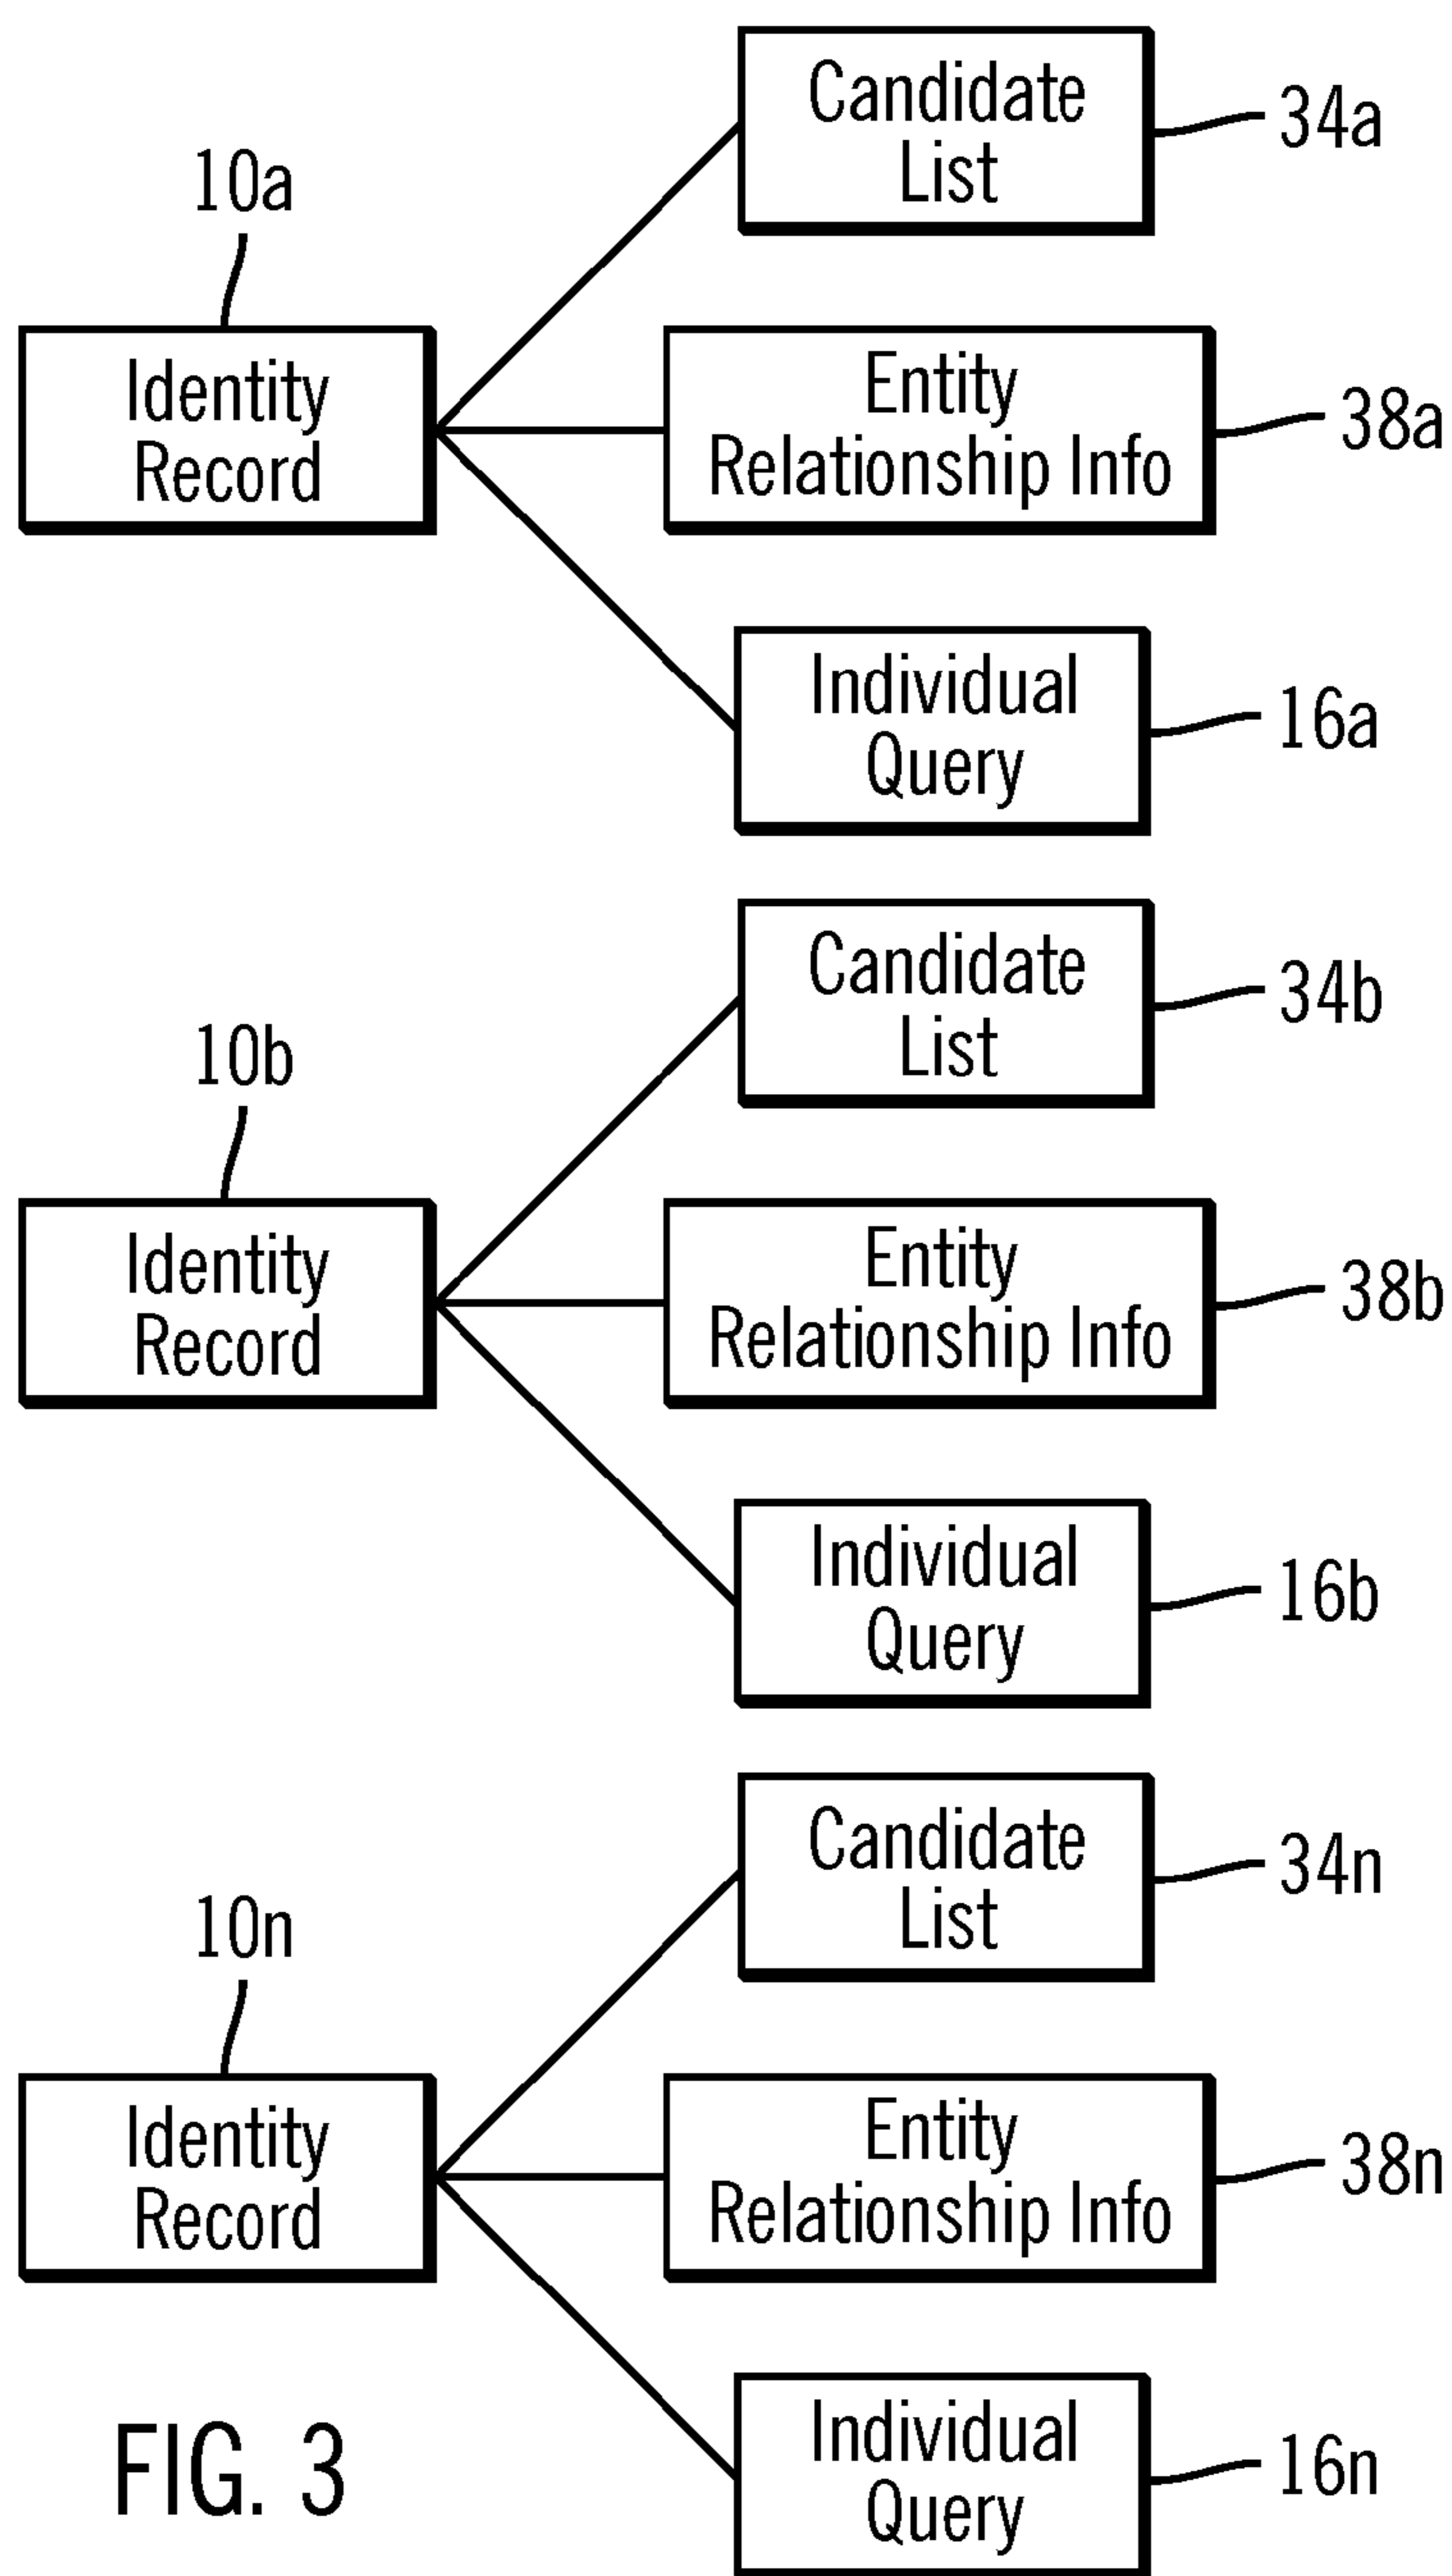 Candidate
List
34a
10a
Identity
Record
Entity
Relationship Info
38a
Individual
Query
16a
Candidate
List
34b
10b
Identity
Record
Entity
Relationship Info
38b
Individual
Query
16b
Candidate
List
34n
10n
Identity
Record
Entity
Relationship Info
38n
Individual
Query
16n
FIG. 3